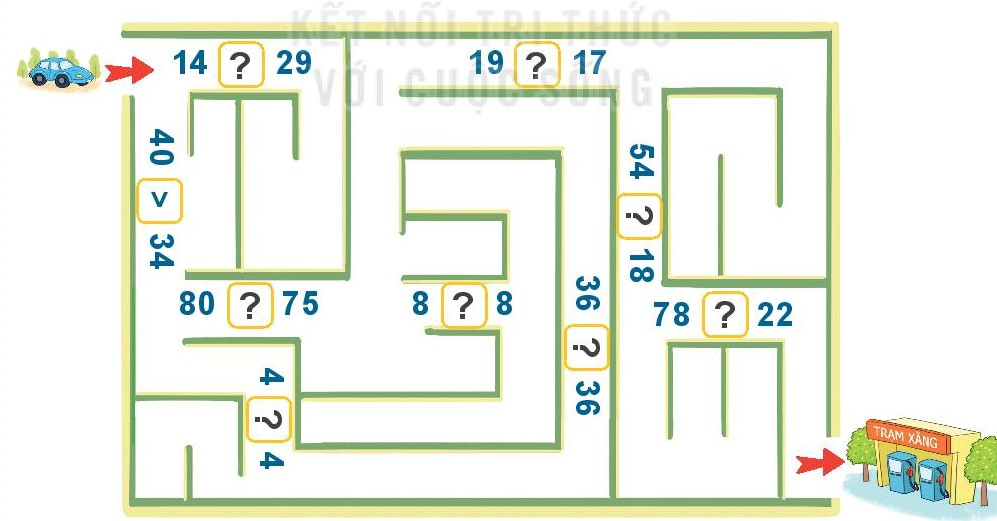 KẾT NỐI TRI THỨC
VỚI CUỘC SỐNG
14 ? 29
19 ? 17
40 > 34
54 ? 18
80 ? 75
8 ? 8
36 ? 36
78 ? 22
4 ? 4
TRẠM XĂNG